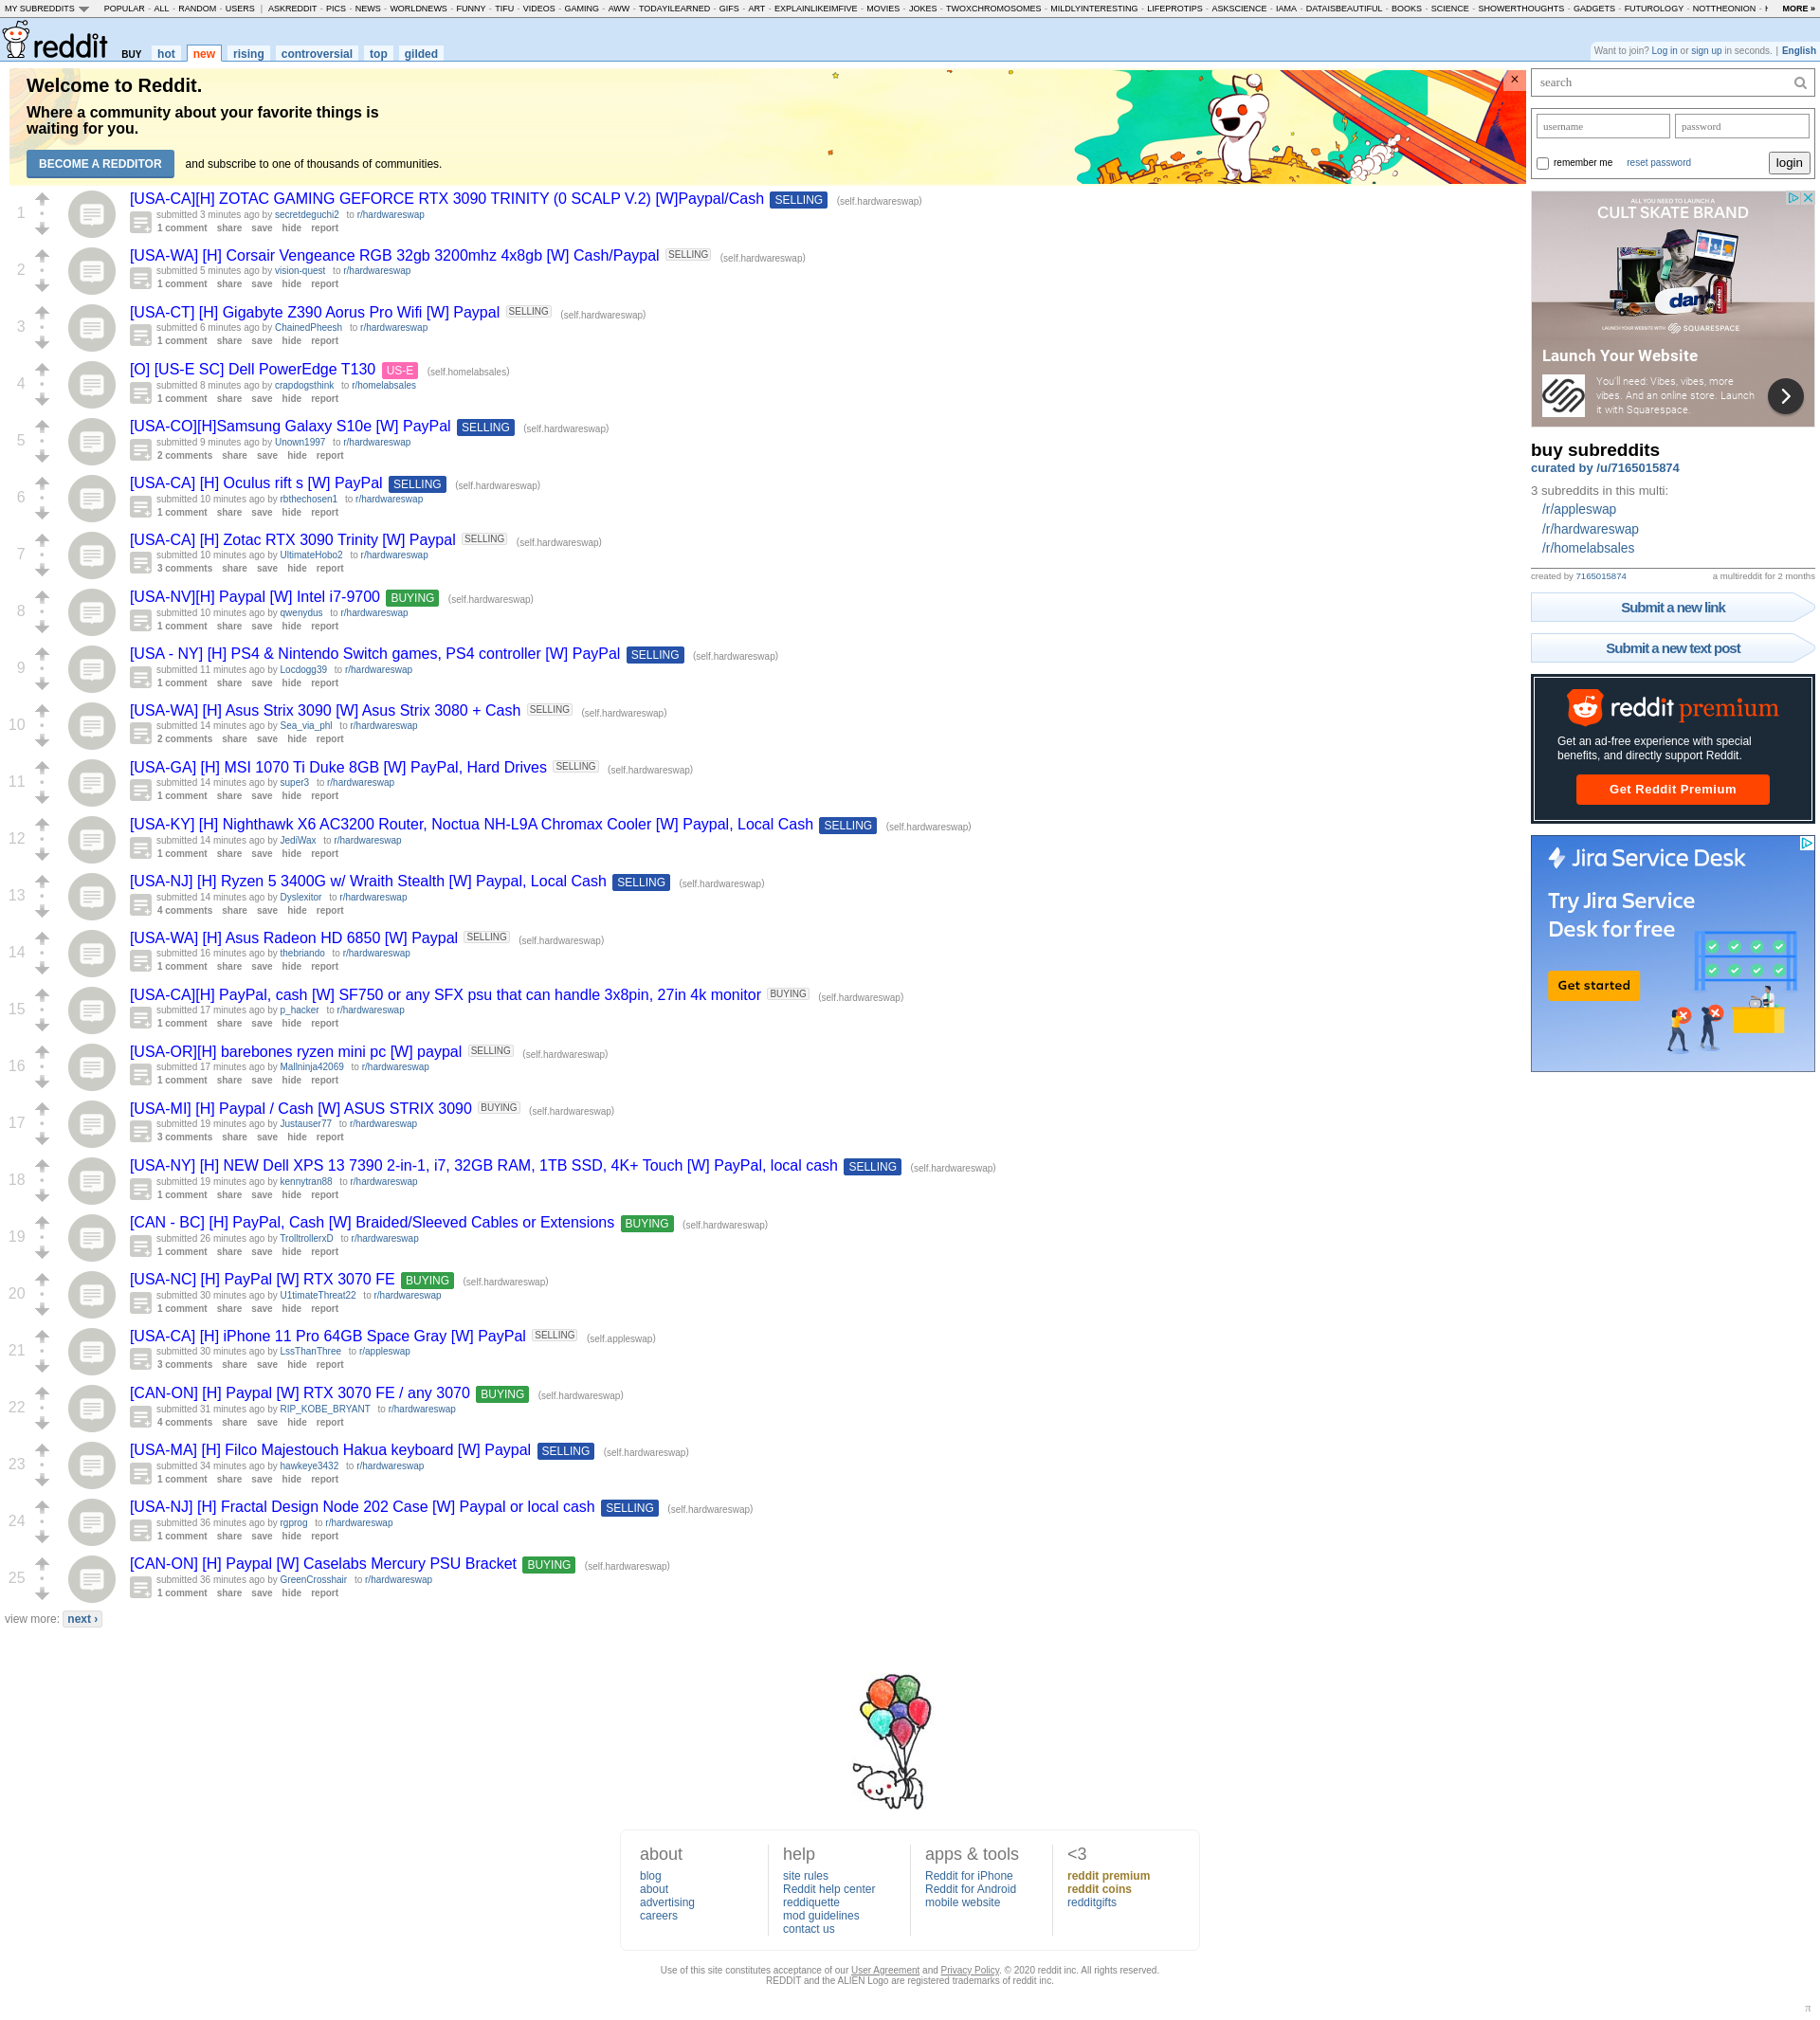 MY SUBREDDITS POPULAR - ALL - RANDOM - USERS | ASKREDDIT - PICS - NEWS - WORLDNEWS - FUNNY - TIFU - VIDEOS - GAMING - AWW - TODAYILEARNED - GIFS - ART - EXPLAINLIKEIMFIVE - MOVIES - JOKES - TWOXCHROMOSOMES - MILDLYINTERESTING - LIFEPROTIPS - ASKSCIENCE - IAMA - DATAISBEAUTIFUL - BOOKS - SCIENCE - SHOWERTHOUGHTS - GADGETS - FUTUROLOGY - NOTTHEONION - MORE »
reddit BUY hot new rising controversial top gilded
Want to join? Log in or sign up in seconds. | English
Welcome to Reddit.
Where a community about your favorite things is
waiting for you.
BECOME A REDDITOR and subscribe to one of thousands of communities.
×
1
[USA-CA][H] ZOTAC GAMING GEFORCE RTX 3090 TRINITY (0 SCALP V.2) [W]Paypal/Cash SELLING (self.hardwareswap)
submitted 3 minutes ago by secretdeguchi2 to r/hardwareswap
1 comment share save hide report
2
[USA-WA] [H] Corsair Vengeance RGB 32gb 3200mhz 4x8gb [W] Cash/Paypal SELLING (self.hardwareswap)
submitted 5 minutes ago by vision-quest to r/hardwareswap
1 comment share save hide report
3
[USA-CT] [H] Gigabyte Z390 Aorus Pro Wifi [W] Paypal SELLING (self.hardwareswap)
submitted 6 minutes ago by ChainedPheesh to r/hardwareswap
1 comment share save hide report
4
[O] [US-E SC] Dell PowerEdge T130 US-E (self.homelabsales)
submitted 8 minutes ago by crapdogsthink to r/homelabsales
1 comment share save hide report
5
[USA-CO][H]Samsung Galaxy S10e [W] PayPal SELLING (self.hardwareswap)
submitted 9 minutes ago by Unown1997 to r/hardwareswap
2 comments share save hide report
6
[USA-CA] [H] Oculus rift s [W] PayPal SELLING (self.hardwareswap)
submitted 10 minutes ago by rbthechosen1 to r/hardwareswap
1 comment share save hide report
7
[USA-CA] [H] Zotac RTX 3090 Trinity [W] Paypal SELLING (self.hardwareswap)
submitted 10 minutes ago by UltimateHobo2 to r/hardwareswap
3 comments share save hide report
8
[USA-NV][H] Paypal [W] Intel i7-9700 BUYING (self.hardwareswap)
submitted 10 minutes ago by qwenydus to r/hardwareswap
1 comment share save hide report
9
[USA - NY] [H] PS4 & Nintendo Switch games, PS4 controller [W] PayPal SELLING (self.hardwareswap)
submitted 11 minutes ago by Locdogg39 to r/hardwareswap
1 comment share save hide report
10
[USA-WA] [H] Asus Strix 3090 [W] Asus Strix 3080 + Cash SELLING (self.hardwareswap)
submitted 14 minutes ago by Sea_via_phl to r/hardwareswap
2 comments share save hide report
11
[USA-GA] [H] MSI 1070 Ti Duke 8GB [W] PayPal, Hard Drives SELLING (self.hardwareswap)
submitted 14 minutes ago by super3 to r/hardwareswap
1 comment share save hide report
12
[USA-KY] [H] Nighthawk X6 AC3200 Router, Noctua NH-L9A Chromax Cooler [W] Paypal, Local Cash SELLING (self.hardwareswap)
submitted 14 minutes ago by JediWax to r/hardwareswap
1 comment share save hide report
13
[USA-NJ] [H] Ryzen 5 3400G w/ Wraith Stealth [W] Paypal, Local Cash SELLING (self.hardwareswap)
submitted 14 minutes ago by Dyslexitor to r/hardwareswap
4 comments share save hide report
14
[USA-WA] [H] Asus Radeon HD 6850 [W] Paypal SELLING (self.hardwareswap)
submitted 16 minutes ago by thebriando to r/hardwareswap
1 comment share save hide report
15
[USA-CA][H] PayPal, cash [W] SF750 or any SFX psu that can handle 3x8pin, 27in 4k monitor BUYING (self.hardwareswap)
submitted 17 minutes ago by p_hacker to r/hardwareswap
1 comment share save hide report
16
[USA-OR][H] barebones ryzen mini pc [W] paypal SELLING (self.hardwareswap)
submitted 17 minutes ago by Mallninja42069 to r/hardwareswap
1 comment share save hide report
17
[USA-MI] [H] Paypal / Cash [W] ASUS STRIX 3090 BUYING (self.hardwareswap)
submitted 19 minutes ago by Justauser77 to r/hardwareswap
3 comments share save hide report
18
[USA-NY] [H] NEW Dell XPS 13 7390 2-in-1, i7, 32GB RAM, 1TB SSD, 4K+ Touch [W] PayPal, local cash SELLING (self.hardwareswap)
submitted 19 minutes ago by kennytran88 to r/hardwareswap
1 comment share save hide report
19
[CAN - BC] [H] PayPal, Cash [W] Braided/Sleeved Cables or Extensions BUYING (self.hardwareswap)
submitted 26 minutes ago by TrolltrollerxD to r/hardwareswap
1 comment share save hide report
20
[USA-NC] [H] PayPal [W] RTX 3070 FE BUYING (self.hardwareswap)
submitted 30 minutes ago by U1timateThreat22 to r/hardwareswap
1 comment share save hide report
21
[USA-CA] [H] iPhone 11 Pro 64GB Space Gray [W] PayPal SELLING (self.appleswap)
submitted 30 minutes ago by LssThanThree to r/appleswap
3 comments share save hide report
22
[CAN-ON] [H] Paypal [W] RTX 3070 FE / any 3070 BUYING (self.hardwareswap)
submitted 31 minutes ago by RIP_KOBE_BRYANT to r/hardwareswap
4 comments share save hide report
23
[USA-MA] [H] Filco Majestouch Hakua keyboard [W] Paypal SELLING (self.hardwareswap)
submitted 34 minutes ago by hawkeye3432 to r/hardwareswap
1 comment share save hide report
24
[USA-NJ] [H] Fractal Design Node 202 Case [W] Paypal or local cash SELLING (self.hardwareswap)
submitted 36 minutes ago by rgprog to r/hardwareswap
1 comment share save hide report
25
[CAN-ON] [H] Paypal [W] Caselabs Mercury PSU Bracket BUYING (self.hardwareswap)
submitted 36 minutes ago by GreenCrosshair to r/hardwareswap
1 comment share save hide report
view more: next ›
search
username password
remember me reset password login
ALL YOU NEED TO LAUNCH A
CULT SKATE BRAND
dan
LAUNCH YOUR WEBSITE WITH SQUARESPACE
Launch Your Website
You'll need: Vibes, vibes, more
vibes. And an online store. Launch
it with Squarespace.
buy subreddits
curated by /u/7165015874
3 subreddits in this multi:
/r/appleswap
/r/hardwareswap
/r/homelabsales
created by 7165015874 a multireddit for 2 months
Submit a new link
Submit a new text post
reddit premium
Get an ad-free experience with special
benefits, and directly support Reddit.
Get Reddit Premium
Jira Service Desk
Try Jira Service
Desk for free
Get started
about
blog
about
advertising
careers
help
site rules
Reddit help center
reddiquette
mod guidelines
contact us
apps & tools
Reddit for iPhone
Reddit for Android
mobile website
<3
reddit premium
reddit coins
redditgifts
Use of this site constitutes acceptance of our User Agreement and Privacy Policy. © 2020 reddit inc. All rights reserved.
REDDIT and the ALIEN Logo are registered trademarks of reddit inc.
π